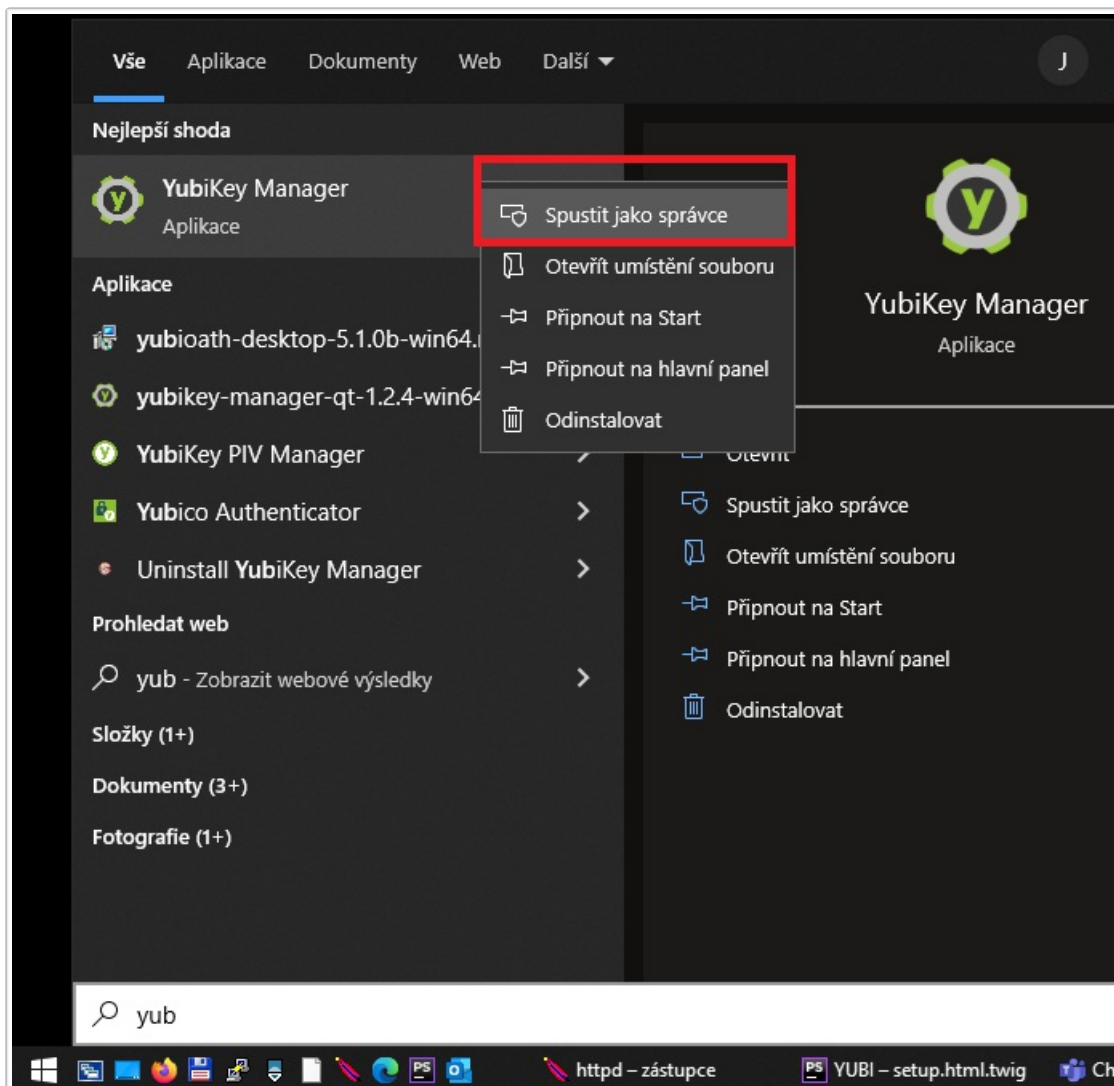 Vše Aplikace Dokumenty Web Další
J
Nejlepší shoda
YubiKey Manager
Aplikace
Spustit jako správce
Otevřít umístění souboru
Připnout na Start
Připnout na hlavní panel
Odinstalovat
Aplikace
yubioath-desktop-5.1.0b-win64.
yubikey-manager-qt-1.2.4-win64
YubiKey PIV Manager
Yubico Authenticator
Uninstall YubiKey Manager
Prohledat web
yub - Zobrazit webové výsledky
Složky (1+)
Dokumenty (3+)
Fotografie (1+)
YubiKey Manager
Aplikace
Otevřít
Spustit jako správce
Otevřít umístění souboru
Připnout na Start
Připnout na hlavní panel
Odinstalovat
yub
httpd – zástupce YUBI – setup.html.twig Ch